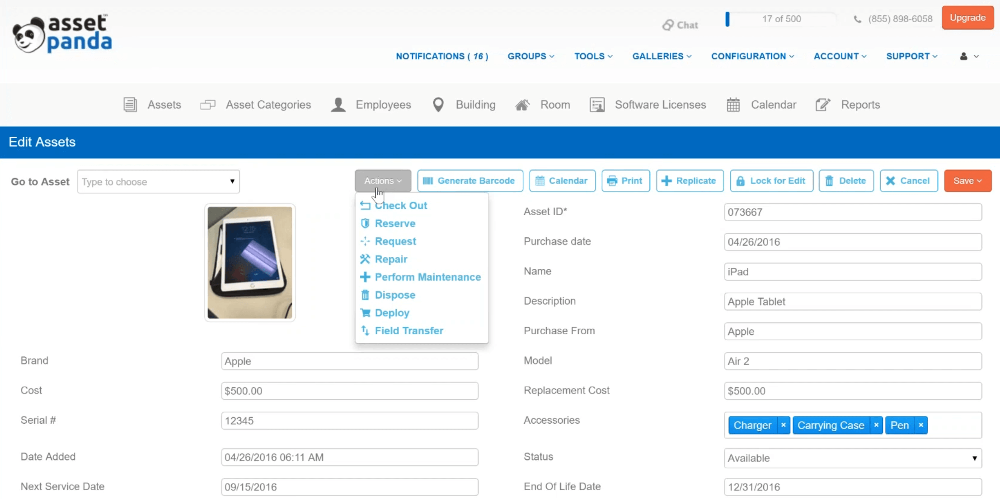 asset™
panda
Chat
17 of 500
(855) 898-6058
Upgrade
NOTIFICATIONS ( 16 ) GROUPS TOOLS GALLERIES CONFIGURATION ACCOUNT SUPPORT
Assets Asset Categories Employees Building Room Software Licenses Calendar Reports
Edit Assets
Go to Asset Type to choose Actions Generate Barcode Calendar Print Replicate Lock for Edit Delete Cancel Save
Check Out
Reserve
Request
Repair
Perform Maintenance
Dispose
Deploy
Field Transfer
12:15
Asset ID* 073667
Purchase date 04/26/2016
Name iPad
Description Apple Tablet
Purchase From Apple
Brand Apple Model Air 2
Cost $500.00 Replacement Cost $500.00
Serial # 12345 Accessories Charger × Carrying Case × Pen ×
Date Added 04/26/2016 06:11 AM Status Available
Next Service Date 09/15/2016 End Of Life Date 12/31/2016